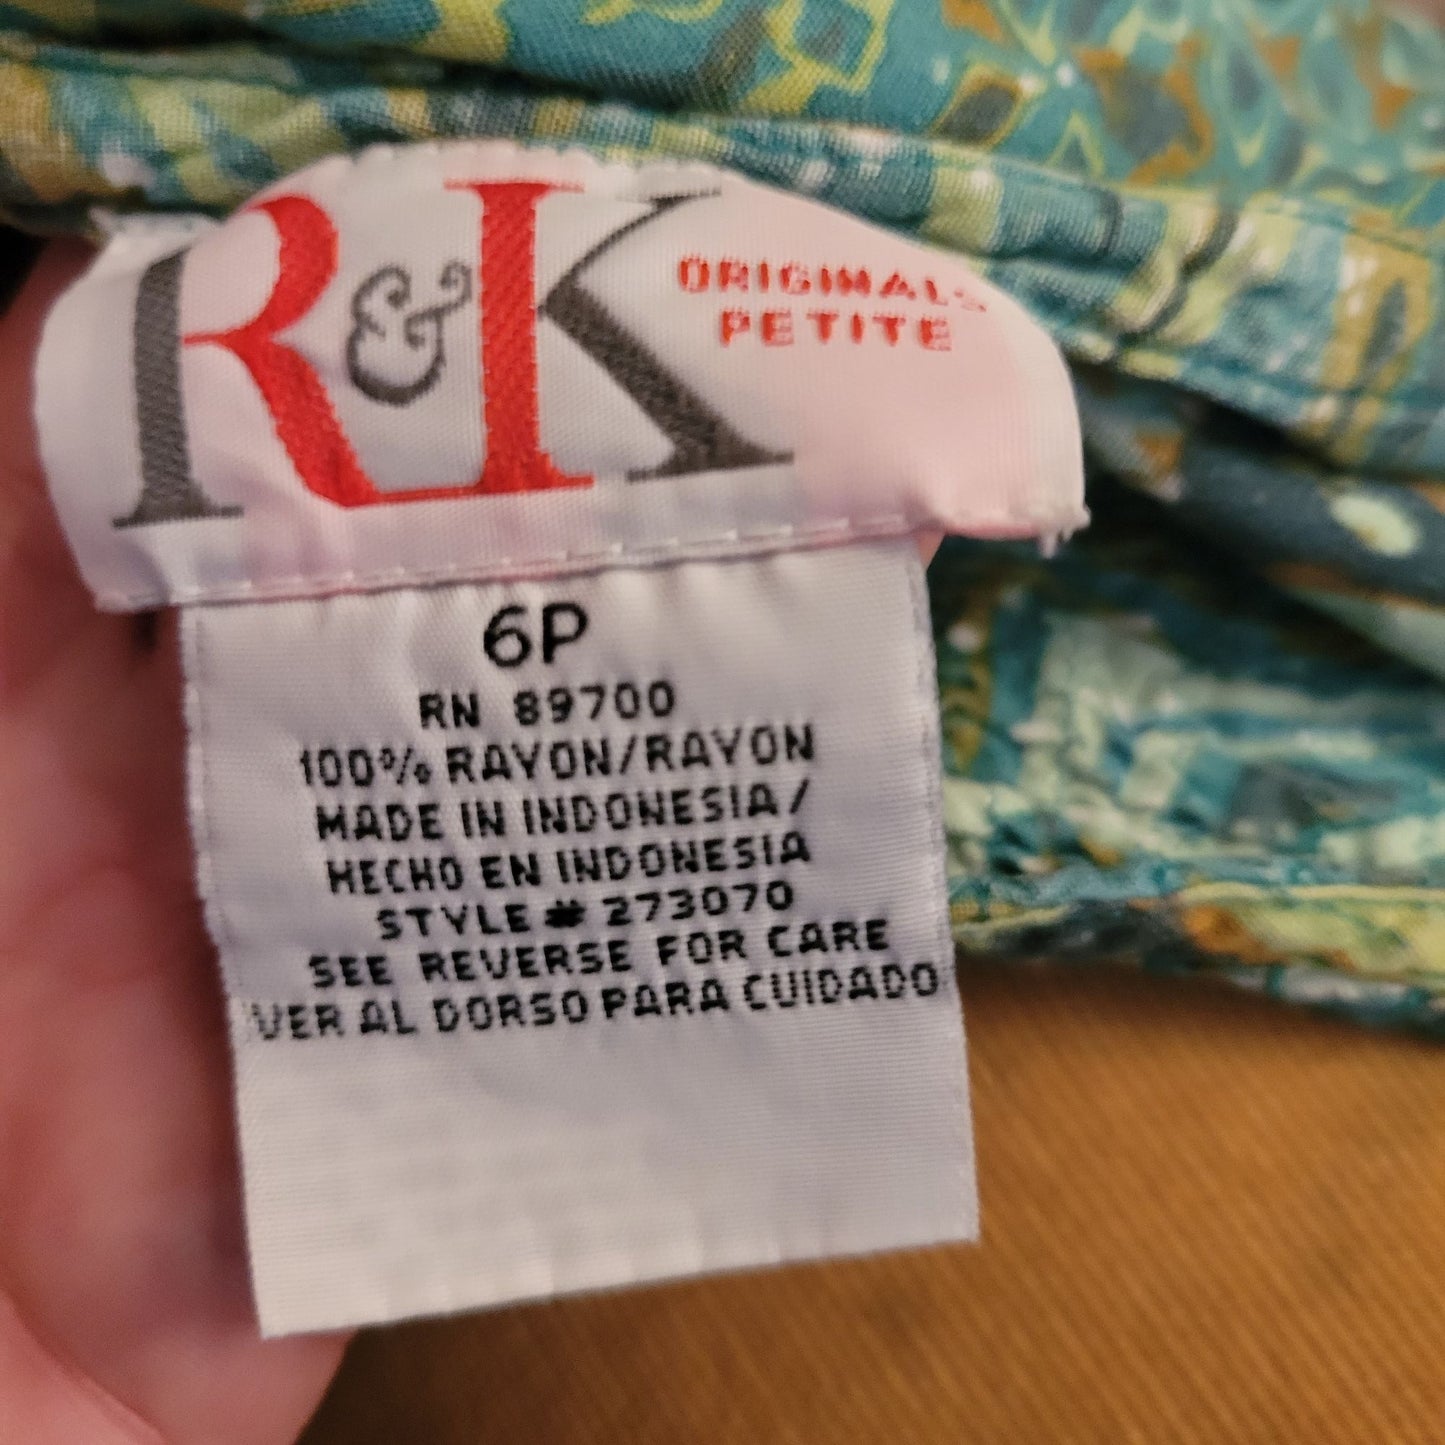 R&K ORIGINALS
PETITE
6P
RN 89700
100% RAYON/RAYON
MADE IN INDONESIA/
HECHO EN INDONESIA
STYLE # 273070
SEE REVERSE FOR CARE
VER AL DORSO PARA CUIDADO